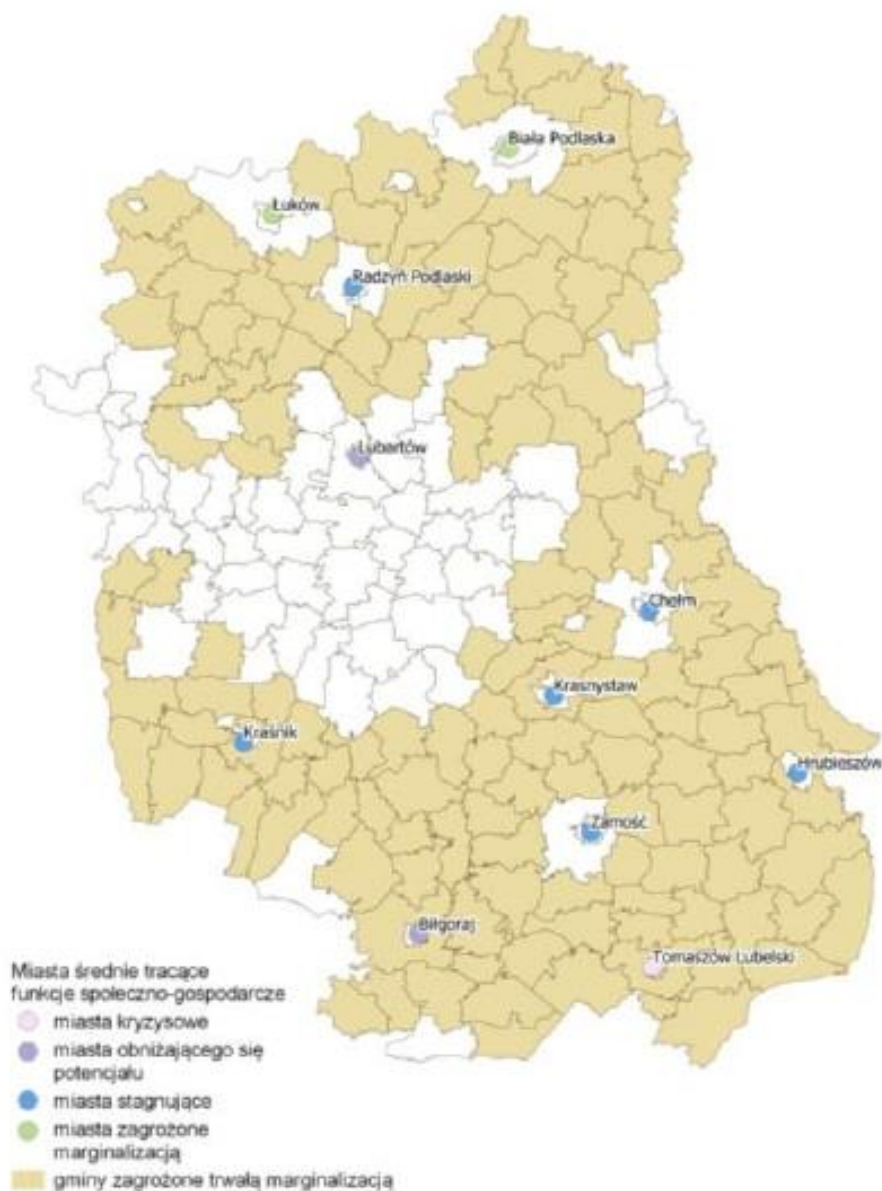 Biała Podlaska
Łuków
Radzyń Podlaski
Lubartów
Chełm
Krasnystaw
Kraśnik
Hrubieszów
Zamość
Biłgoraj
Tomaszów Lubelski
Miasta średnie tracące
funkcje społeczno-gospodarcze
miasta kryzysowe
miasta obniżającego się
potencjału
miasta stagnujące
miasta zagrożone
marginalizacją
gminy zagrożone trwałą marginalizacją